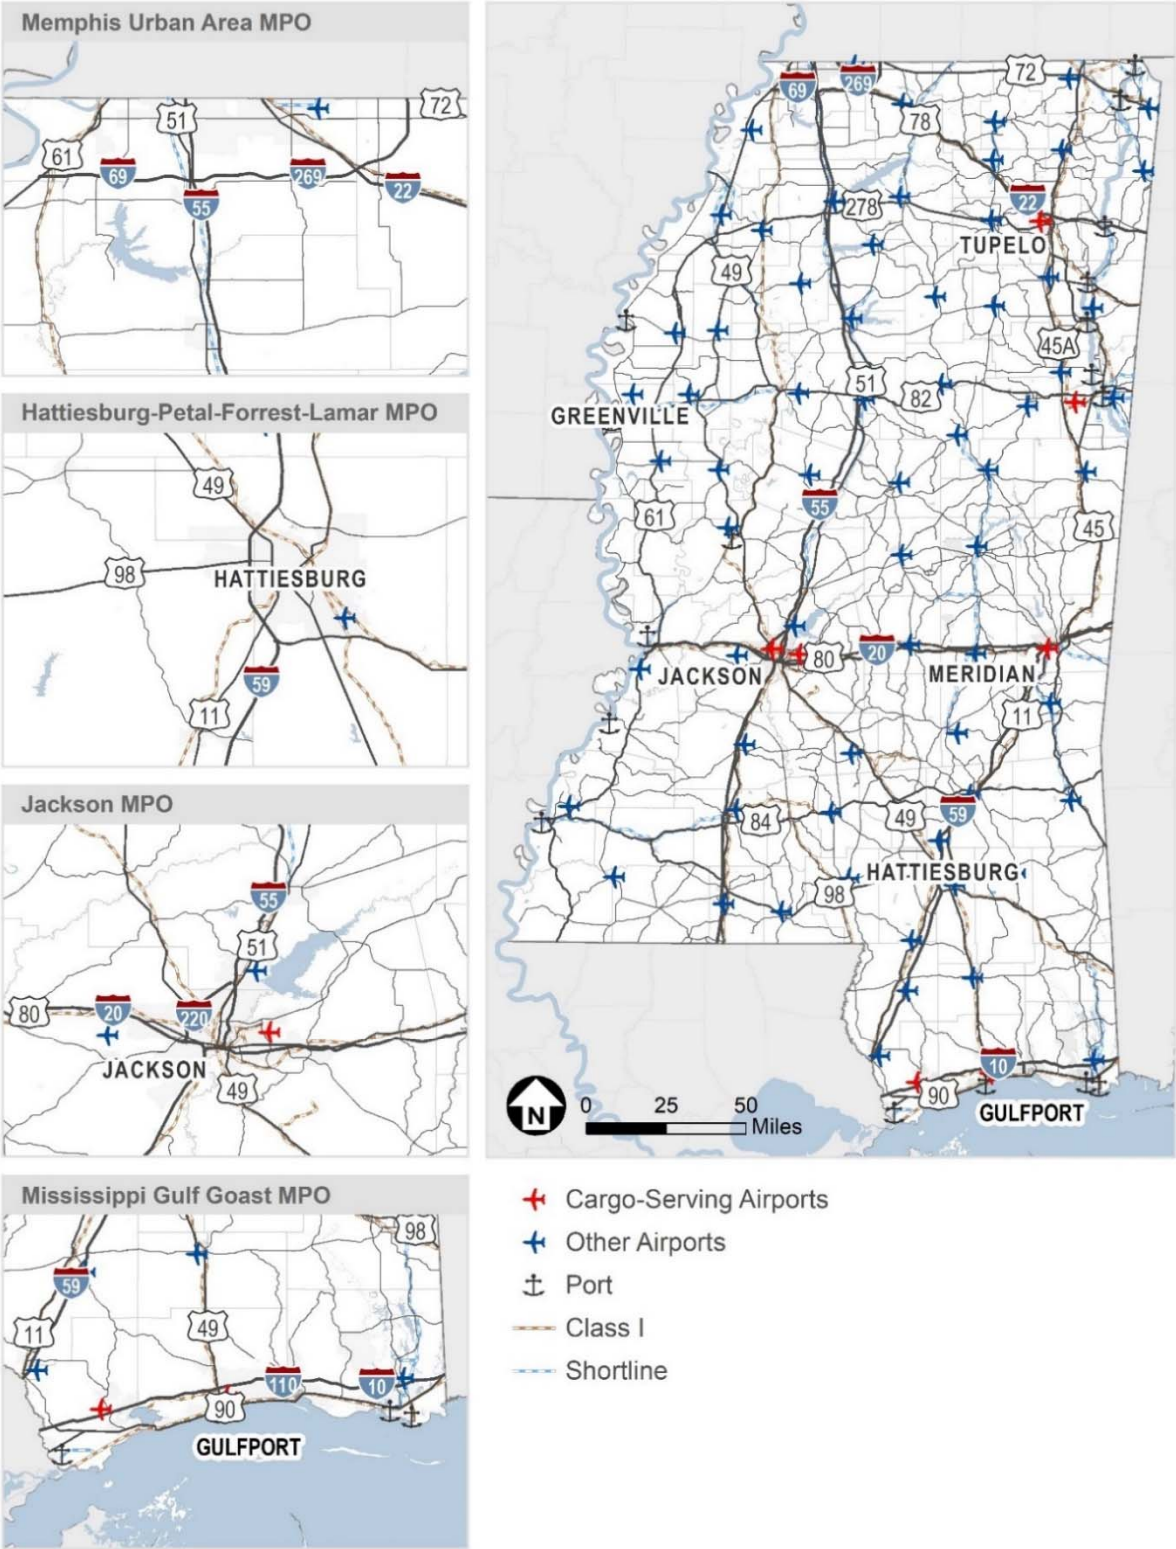 Memphis Urban Area MPO
72
51
61
69
269
22
55
Hattiesburg-Petal-Forrest-Lamar MPO
49
98
HATTIESBURG
59
11
Jackson MPO
55
51
80
20
220
JACKSON
49
Mississippi Gulf Goast MPO
98
59
11
49
110
10
90
GULFPORT
69
269
72
78
22
278
TUPELO
49
45A
51
82
GREENVILLE
55
61
45
80
20
JACKSON
MERIDIAN
11
84
49
59
HATTIESBURG
98
10
90
GULFPORT
N
0 25 50
Miles
Cargo-Serving Airports
Other Airports
Port
Class I
Shortline